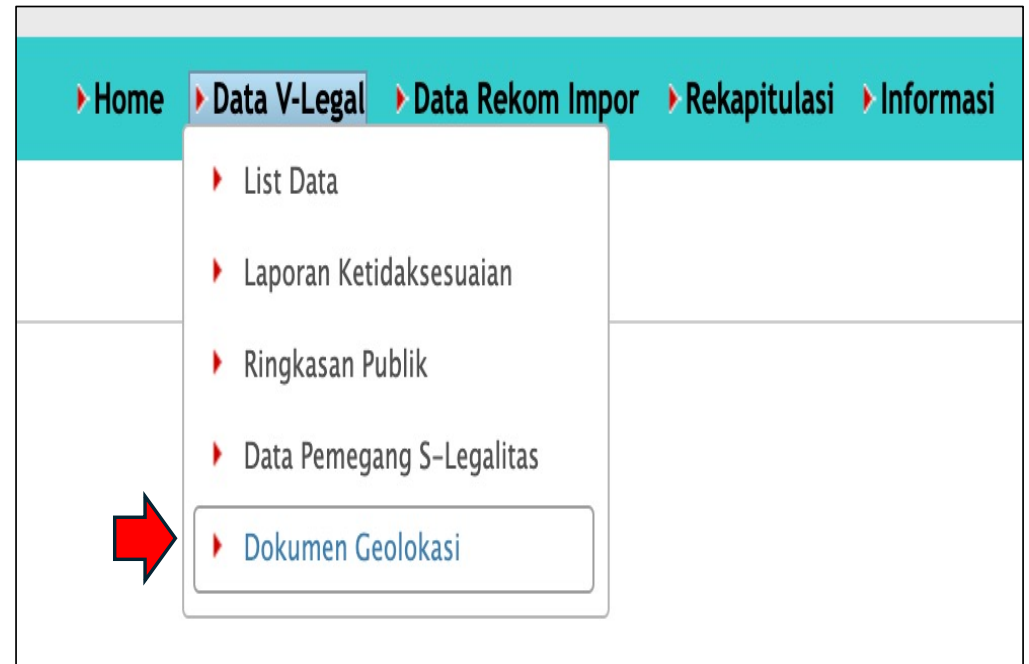 Home Data V-Legal Data Rekom Impor Rekapitulasi Informasi
List Data
Laporan Ketidaksesuaian
Ringkasan Publik
Data Pemegang S-Legalitas
Dokumen Geolokasi